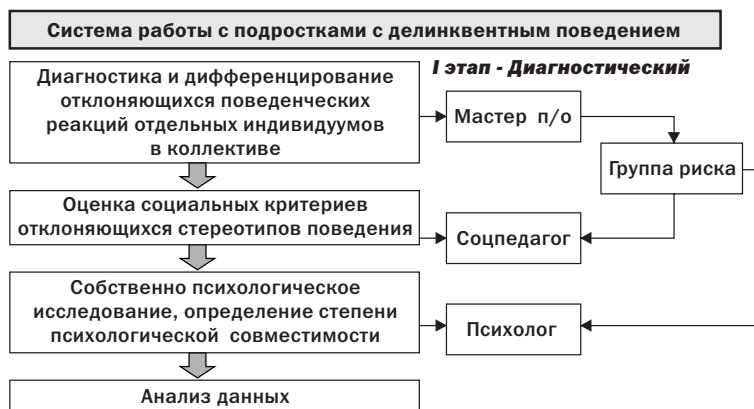 Система работы с подростками с делинквентным поведением
I этап - Диагностический
Диагностика и дифференцирование
отклоняющихся поведенческих
реакций отдельных индивидуумов
в коллективе
Мастер п/о
Группа риска
Оценка социальных критериев
отклоняющихся стереотипов поведения
Соцпедагог
Собственно психологическое
исследование, определение степени
психологической совместимости
Психолог
Анализ данных